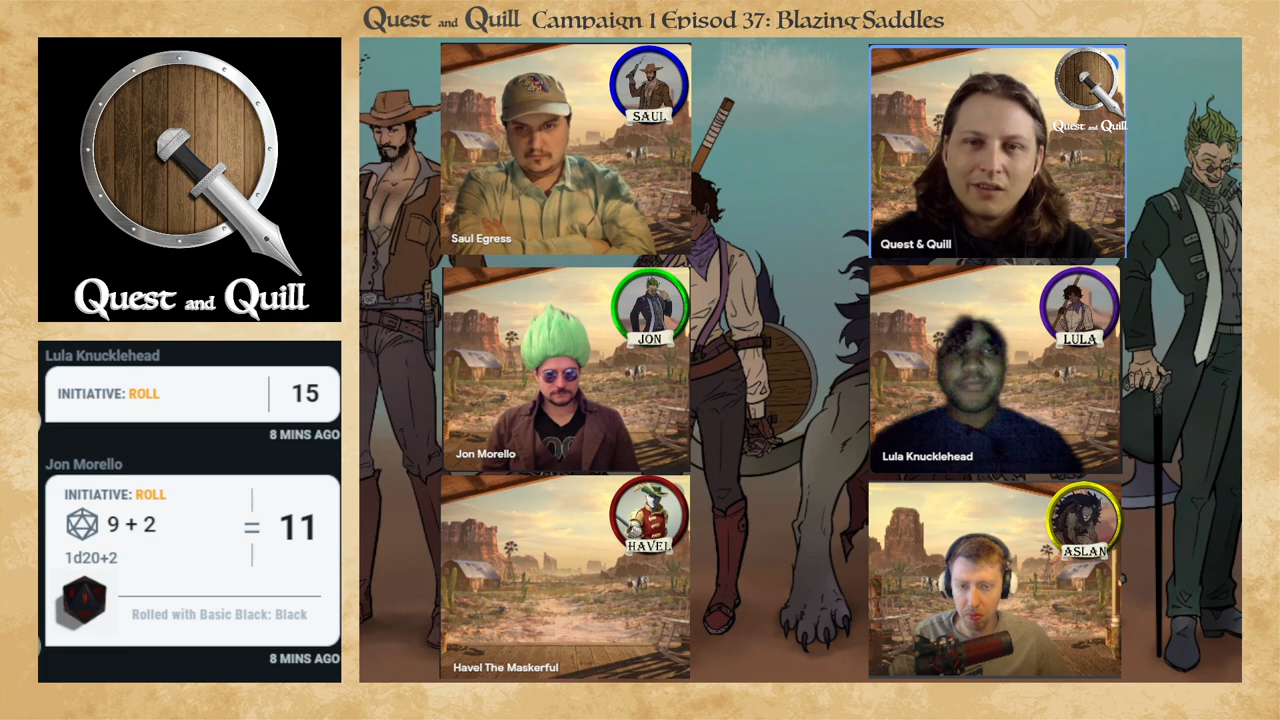 Quest and Quill Campaign 1 Episod 37: Blazing Saddles
Quest and Quill
Lula Knucklehead
INITIATIVE: ROLL 15
8 MINS AGO
Jon Morello
INITIATIVE: ROLL
9 + 2 = 11
1d20+2
Rolled with Basic Black: Black
8 MINS AGO
SAUL
Saul Egress
Quest and Quill
Quest & Quill
JON
Jon Morello
LULA
Lula Knucklehead
HAVEL
Havel The Maskerful
ASLAN